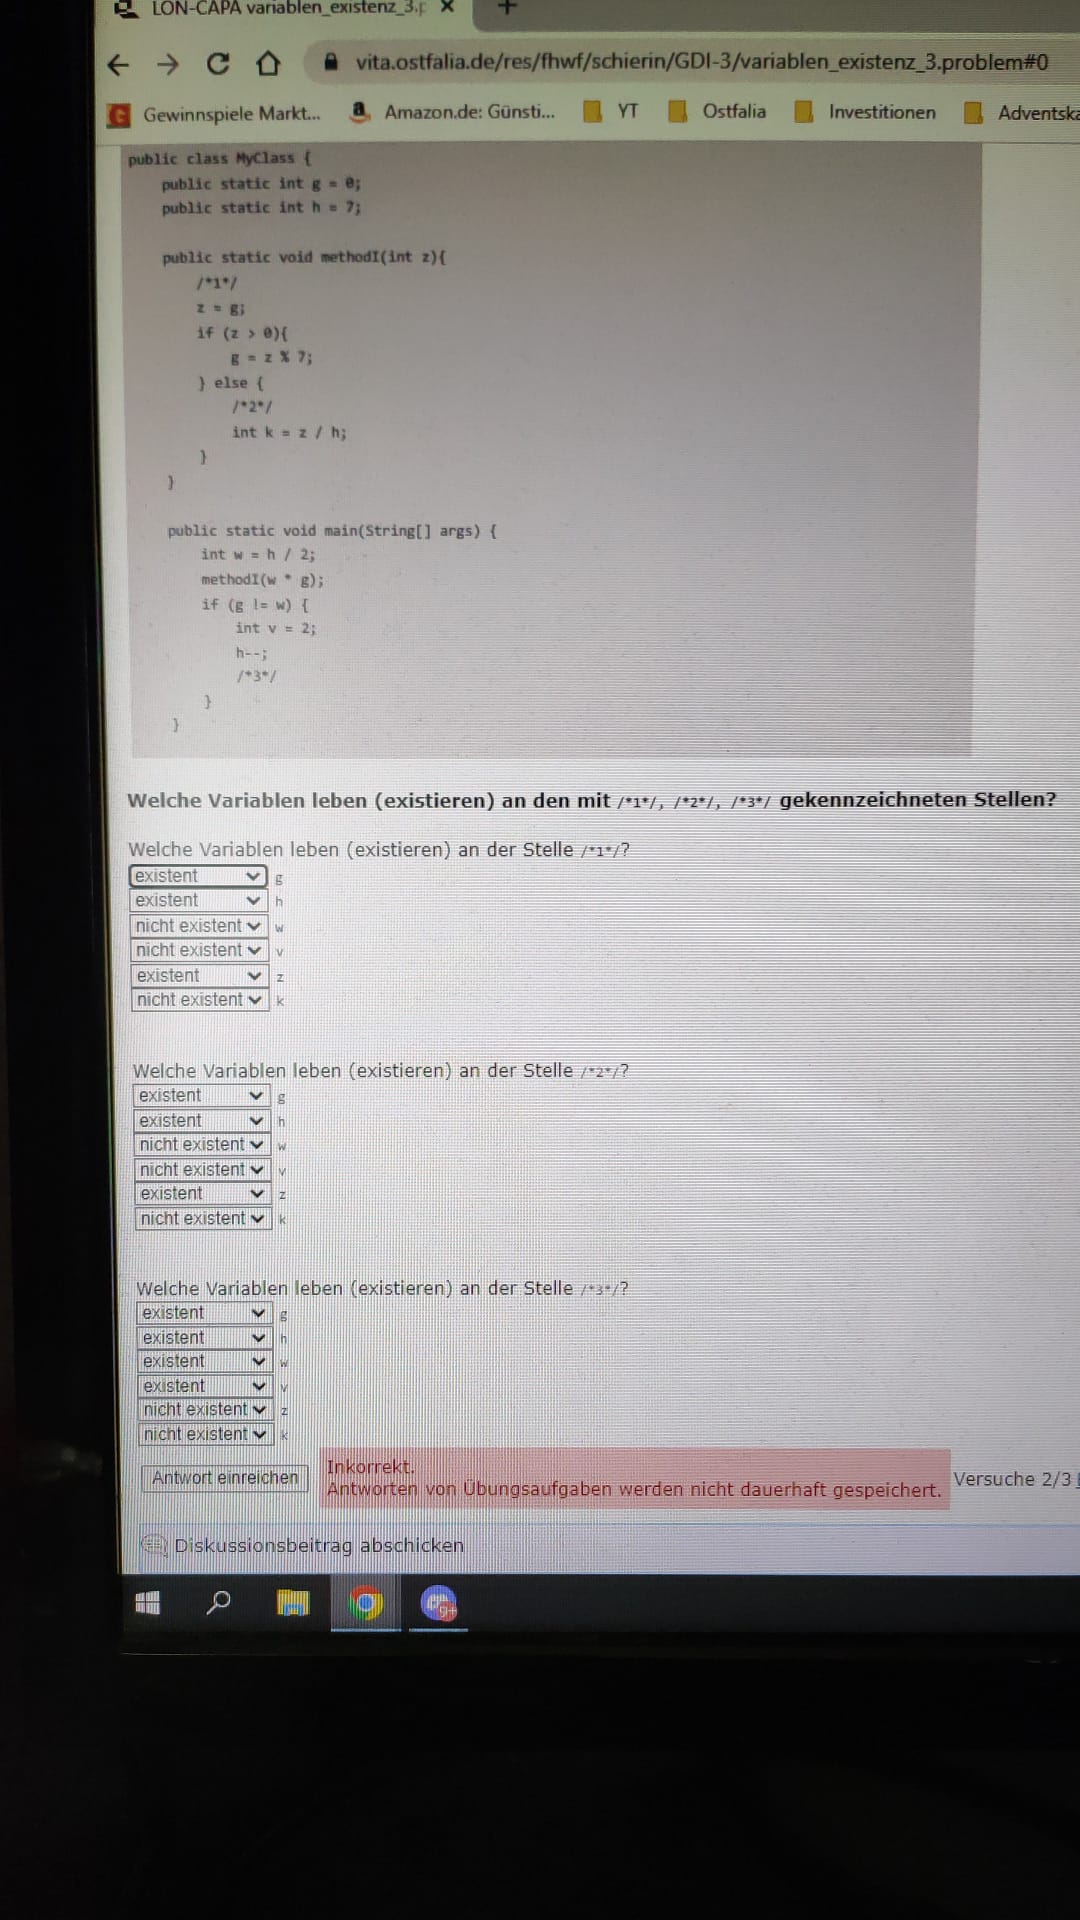 LON-CAPA variablen_existenz_3.p
vita.ostfalia.de/res/fhwf/schierin/GDI-3/variablen_existenz_3.problem#0
Gewinnspiele Markt... Amazon.de: Günsti... YT Ostfalia Investitionen Adventska
public class MyClass {
public static int g = 0;
public static int h = 7;
public static void methodI(int z){
/*1*/
z = g;
if (z > 0){
g = z % 7;
} else {
/*2*/
int k = z / h;
}
}
public static void main(String[] args) {
int w = h / 2;
methodI(w * g);
if (g != w) {
int v = 2;
h--;
/*3*/
}
}
Welche Variablen leben (existieren) an den mit /*1*/, /*2*/, /*3*/ gekennzeichneten Stellen?
Welche Variablen leben (existieren) an der Stelle /*1*/?
existent g
existent h
nicht existent w
nicht existent v
existent z
nicht existent k
Welche Variablen leben (existieren) an der Stelle /*2*/?
existent g
existent h
nicht existent w
nicht existent v
existent z
nicht existent k
Welche Variablen leben (existieren) an der Stelle /*3*/?
existent g
existent h
existent w
existent v
nicht existent z
nicht existent k
Antwort einreichen
Inkorrekt.
Antworten von Übungsaufgaben werden nicht dauerhaft gespeichert.
Versuche 2/3
Diskussionsbeitrag abschicken
9+